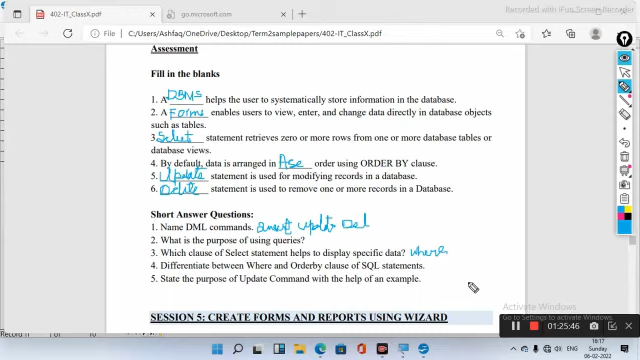 Recorded with iFun Screen Recorder
402-IT_ClassX.pdf
go.microsoft.com/
File | C:/Users/Ashfaq/OneDrive/Desktop/Term2samplepapers/402-IT_ClassX.pdf
Assessment
Fill in the blanks
1. A DBMS helps the user to systematically store information in the database.
2. A Forms enables users to view, enter, and change data directly in database objects
such as tables.
3. Select statement retrieves zero or more rows from one or more database tables or
database views.
4. By default, data is arranged in Asc order using ORDER BY clause.
5. Update statement is used for modifying records in a database.
6. Delete statement is used to remove one or more records in a Database.
Short Answer Questions:
1. Name DML commands. Insert Update Del
2. What is the purpose of using queries?
3. Which clause of Select statement helps to display specific data? where
4. Differentiate between Where and Orderby clause of SQL statements.
5. State the purpose of Update Command with the help of an example.
SESSION 5: CREATE FORMS AND REPORTS USING WIZARD
Activate Windows
Go to Settings to activate Windows.
01:25:46
Record 11 of 10
ENG
16:17
Sunday
6-02-2022